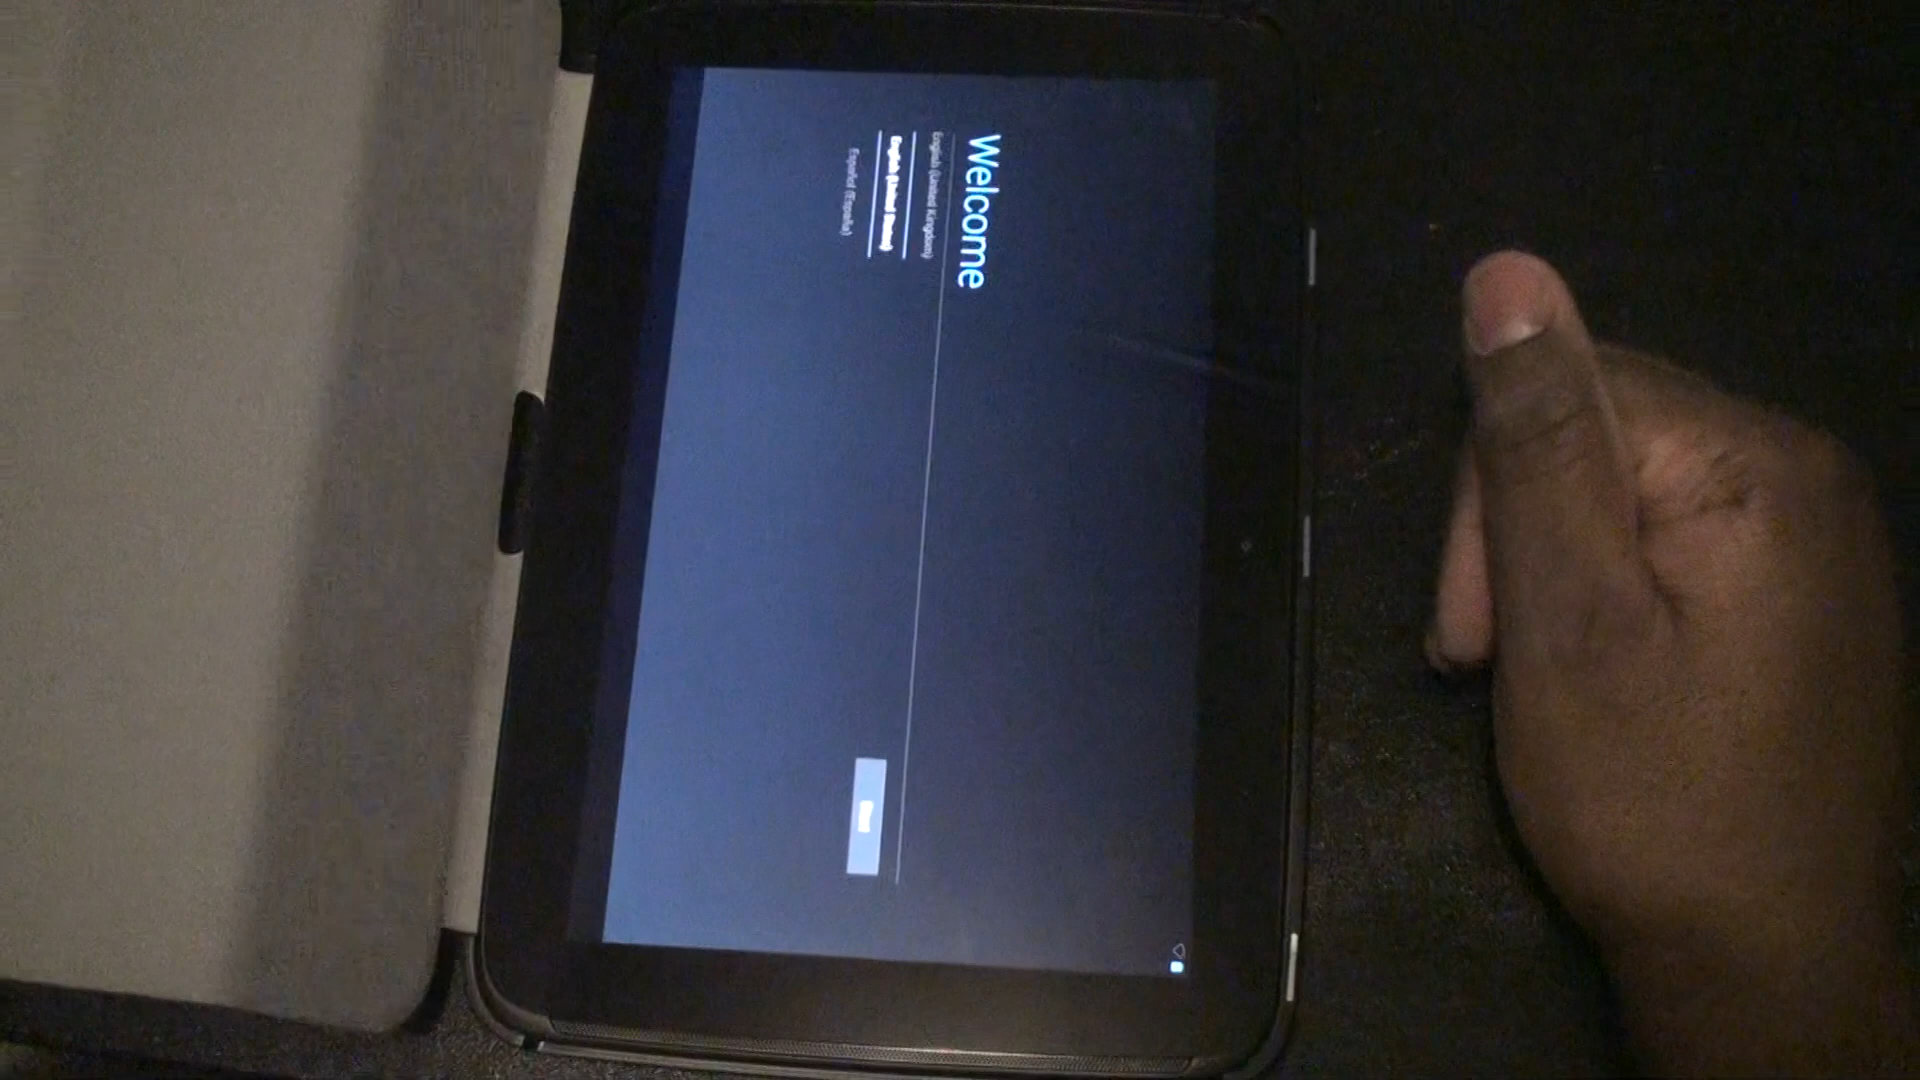 Welcome
English (United Kingdom)
English (United States)
Español (España)